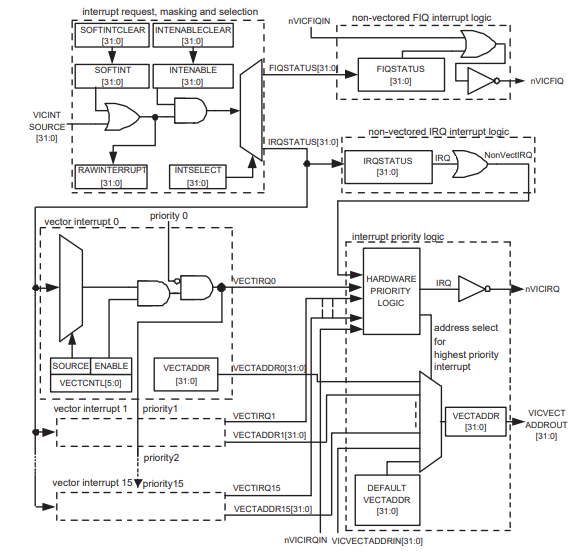 interrupt request, masking and selection
SOFTINTCLEAR
[31:0]
INTENABLECLEAR
[31:0]
SOFTINT
[31:0]
INTENABLE
[31:0]
VICINT
SOURCE
[31:0]
RAWINTERRUPT
[31:0]
INTSELECT
[31:0]
nVICFIQIN
non-vectored FIQ interrupt logic
FIQSTATUS[31:0]
FIQSTATUS
[31:0]
nVICFIQ
IRQSTATUS[31:0]
non-vectored IRQ interrupt logic
IRQSTATUS
[31:0]
IRQ
NonVectIRQ
vector interrupt 0
priority 0
VECTIRQ0
SOURCE
ENABLE
VECTCNTL[5:0]
VECTADDR
[31:0]
VECTADDR0[31:0]
vector interrupt 1
priority1
VECTIRQ1
VECTADDR1[31:0]
priority2
vector interrupt 15
priority15
VECTIRQ15
VECTADDR15[31:0]
interrupt priority logic
HARDWARE
PRIORITY
LOGIC
IRQ
nVICIRQ
address select
for
highest priority
interrupt
VECTADDR
[31:0]
VICVECT
ADDROUT
[31:0]
DEFAULT
VECTADDR
[31:0]
nVICIRQIN
VICVECTADDRIN[31:0]